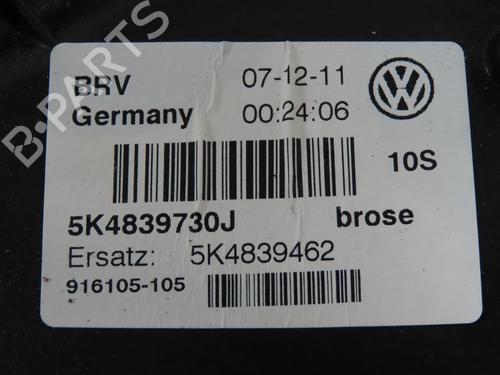 BRV 07-12-11
Germany 00:24:06
10S
5K4839730J brose
Ersatz: 5K4839462
916105-105
B-PARTS